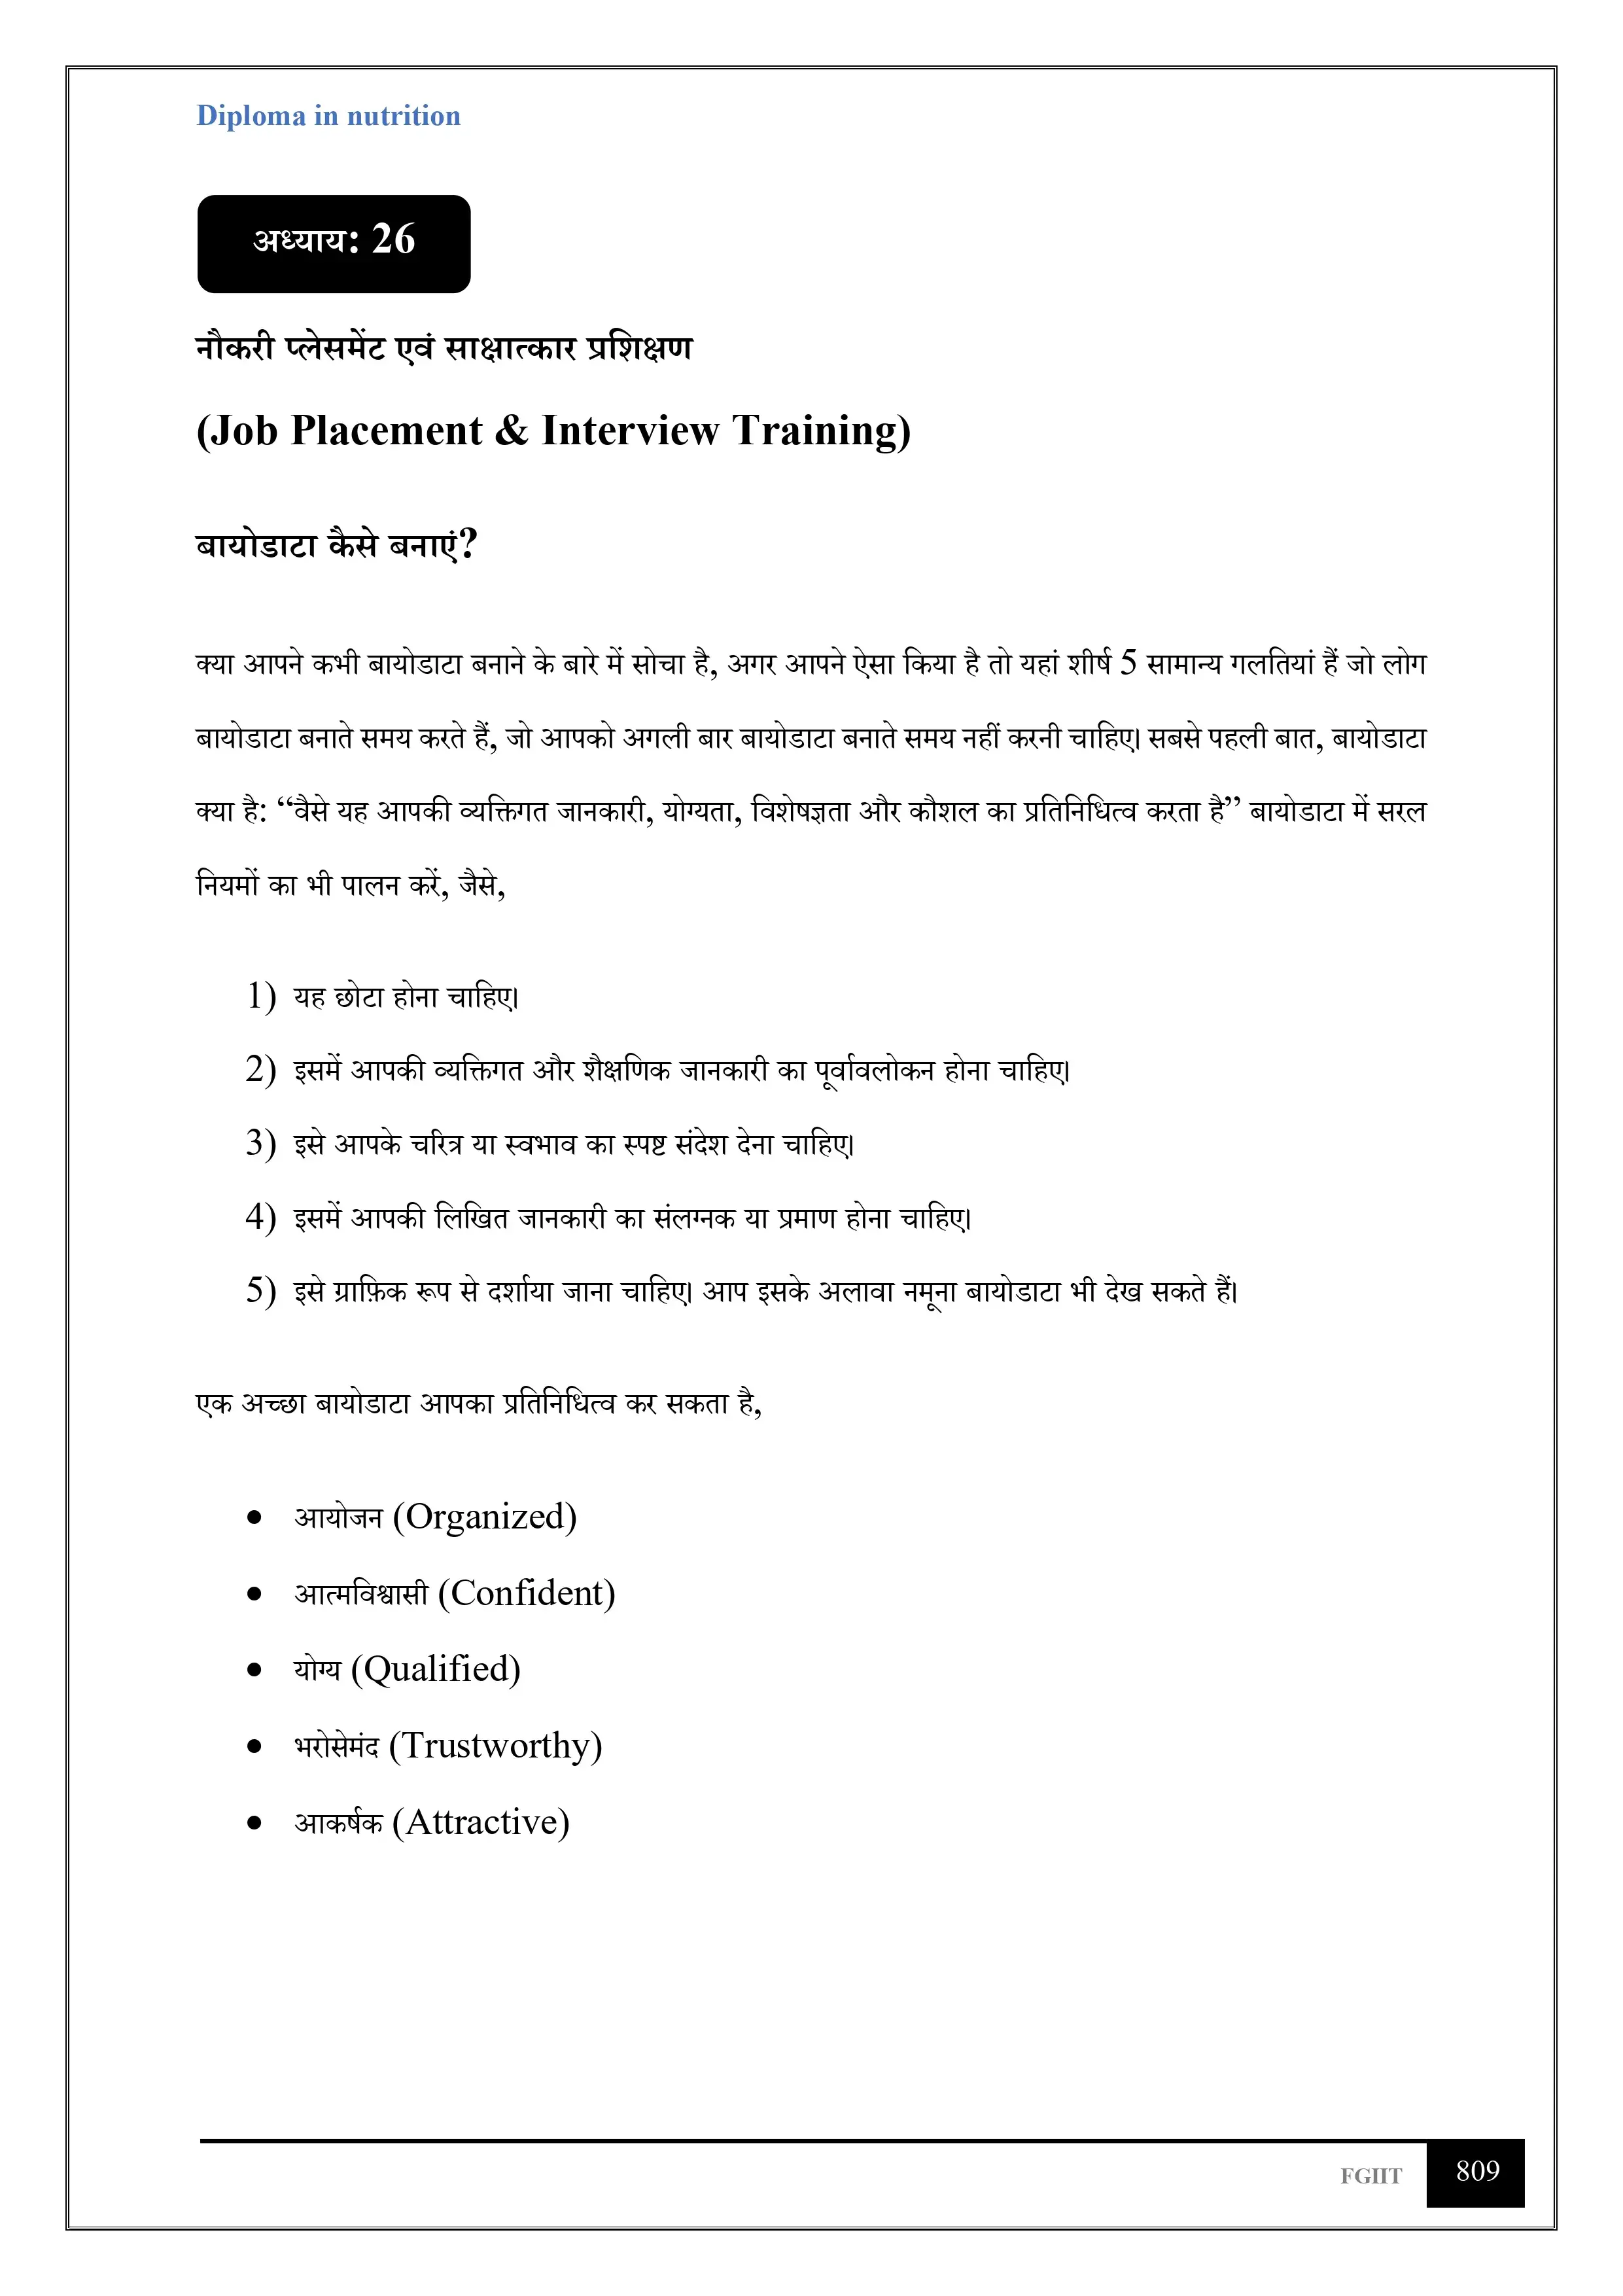 Diploma in nutrition
अध्याय: 26
नौकरी प्लेसमेंट एवं साक्षात्कार प्रशिक्षण
(Job Placement & Interview Training)
बायोडाटा कैसे बनाएं?
क्या आपने कभी बायोडाटा बनाने के बारे में सोचा है, अगर आपने ऐसा किया है तो यहां शीर्ष 5 सामान्य गलतियां हैं जो लोग
बायोडाटा बनाते समय करते हैं, जो आपको अगली बार बायोडाटा बनाते समय नहीं करनी चाहिए। सबसे पहली बात, बायोडाटा
क्या है: “वैसे यह आपकी व्यक्तिगत जानकारी, योग्यता, विशेषज्ञता और कौशल का प्रतिनिधित्व करता है” बायोडाटा में सरल
नियमों का भी पालन करें, जैसे,
1) यह छोटा होना चाहिए।
2) इसमें आपकी व्यक्तिगत और शैक्षणिक जानकारी का पूर्वावलोकन होना चाहिए।
3) इसे आपके चरित्र या स्वभाव का स्पष्ट संदेश देना चाहिए।
4) इसमें आपकी लिखित जानकारी का संलग्नक या प्रमाण होना चाहिए।
5) इसे ग्राफ़िक रूप से दर्शाया जाना चाहिए। आप इसके अलावा नमूना बायोडाटा भी देख सकते हैं।
एक अच्छा बायोडाटा आपका प्रतिनिधित्व कर सकता है,
• आयोजन (Organized)
• आत्मविश्वासी (Confident)
• योग्य (Qualified)
• भरोसेमंद (Trustworthy)
• आकर्षक (Attractive)
FGIIT 809